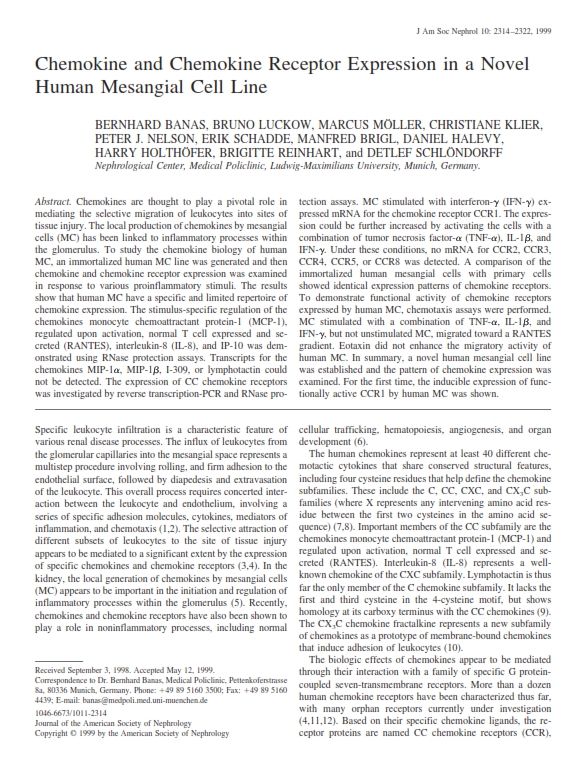 J Am Soc Nephrol 10: 2314–2322, 1999
Chemokine and Chemokine Receptor Expression in a Novel
Human Mesangial Cell Line
BERNHARD BANAS, BRUNO LUCKOW, MARCUS MÖLLER, CHRISTIANE KLIER,
PETER J. NELSON, ERIK SCHADDE, MANFRED BRIGL, DANIEL HALEVY,
HARRY HOLTHÖFER, BRIGITTE REINHART, and DETLEF SCHLÖNDORFF
Nephrological Center, Medical Policlinic, Ludwig-Maximilians University, Munich, Germany.
Abstract. Chemokines are thought to play a pivotal role in
mediating the selective migration of leukocytes into sites of
tissue injury. The local production of chemokines by mesangial
cells (MC) has been linked to inflammatory processes within
the glomerulus. To study the chemokine biology of human
MC, an immortalized human MC line was generated and then
chemokine and chemokine receptor expression was examined
in response to various proinflammatory stimuli. The results
show that human MC have a specific and limited repertoire of
chemokine expression. The stimulus-specific regulation of the
chemokines monocyte chemoattractant protein-1 (MCP-1),
regulated upon activation, normal T cell expressed and se-
creted (RANTES), interleukin-8 (IL-8), and IP-10 was dem-
onstrated using RNase protection assays. Transcripts for the
chemokines MIP-1α, MIP-1β, I-309, or lymphotactin could
not be detected. The expression of CC chemokine receptors
was investigated by reverse transcription-PCR and RNase pro-
tection assays. MC stimulated with interferon-γ (IFN-γ) ex-
pressed mRNA for the chemokine receptor CCR1. The expres-
sion could be further increased by activating the cells with a
combination of tumor necrosis factor-α (TNF-α), IL-1β, and
IFN-γ. Under these conditions, no mRNA for CCR2, CCR3,
CCR4, CCR5, or CCR8 was detected. A comparison of the
immortalized human mesangial cells with primary cells
showed identical expression patterns of chemokine receptors.
To demonstrate functional activity of chemokine receptors
expressed by human MC, chemotaxis assays were performed.
MC stimulated with a combination of TNF-α, IL-1β, and
IFN-γ, but not unstimulated MC, migrated toward a RANTES
gradient. Eotaxin did not enhance the migratory activity of
human MC. In summary, a novel human mesangial cell line
was established and the pattern of chemokine expression was
examined. For the first time, the inducible expression of func-
tionally active CCR1 by human MC was shown.
Specific leukocyte infiltration is a characteristic feature of
various renal disease processes. The influx of leukocytes from
the glomerular capillaries into the mesangial space represents a
multistep procedure involving rolling, and firm adhesion to the
endothelial surface, followed by diapedesis and extravasation
of the leukocyte. This overall process requires concerted inter-
action between the leukocyte and endothelium, involving a
series of specific adhesion molecules, cytokines, mediators of
inflammation, and chemotaxis (1,2). The selective attraction of
different subsets of leukocytes to the site of tissue injury
appears to be mediated to a significant extent by the expression
of specific chemokines and chemokine receptors (3,4). In the
kidney, the local generation of chemokines by mesangial cells
(MC) appears to be important in the initiation and regulation of
inflammatory processes within the glomerulus (5). Recently,
chemokines and chemokine receptors have also been shown to
play a role in noninflammatory processes, including normal
Received September 3, 1998. Accepted May 12, 1999.
Correspondence to Dr. Bernhard Banas, Medical Policlinic, Pettenkoferstrasse
8a, 80336 Munich, Germany. Phone: +49 89 5160 3500; Fax: +49 89 5160
4439; E-mail: banas@medpoli.med.uni-muenchen.de
1046-6673/1011-2314
Journal of the American Society of Nephrology
Copyright © 1999 by the American Society of Nephrology
cellular trafficking, hematopoiesis, angiogenesis, and organ
development (6).
The human chemokines represent at least 40 different che-
motactic cytokines that share conserved structural features,
including four cysteine residues that help define the chemokine
subfamilies. These include the C, CC, CXC, and CX₃C sub-
families (where X represents any intervening amino acid res-
idue between the first two cysteines in the amino acid se-
quence) (7,8). Important members of the CC subfamily are the
chemokines monocyte chemoattractant protein-1 (MCP-1) and
regulated upon activation, normal T cell expressed and se-
creted (RANTES). Interleukin-8 (IL-8) represents a well-
known chemokine of the CXC subfamily. Lymphotactin is thus
far the only member of the C chemokine subfamily. It lacks the
first and third cysteine in the 4-cysteine motif, but shows
homology at its carboxy terminus with the CC chemokines (9).
The CX₃C chemokine fractalkine represents a new subfamily
of chemokines as a prototype of membrane-bound chemokines
that induce adhesion of leukocytes (10).
The biologic effects of chemokines appear to be mediated
through their interaction with a family of specific G protein-
coupled seven-transmembrane receptors. More than a dozen
human chemokine receptors have been characterized thus far,
with many orphan receptors currently under investigation
(4,11,12). Based on their specific chemokine ligands, the re-
ceptor proteins are named CC chemokine receptors (CCR),